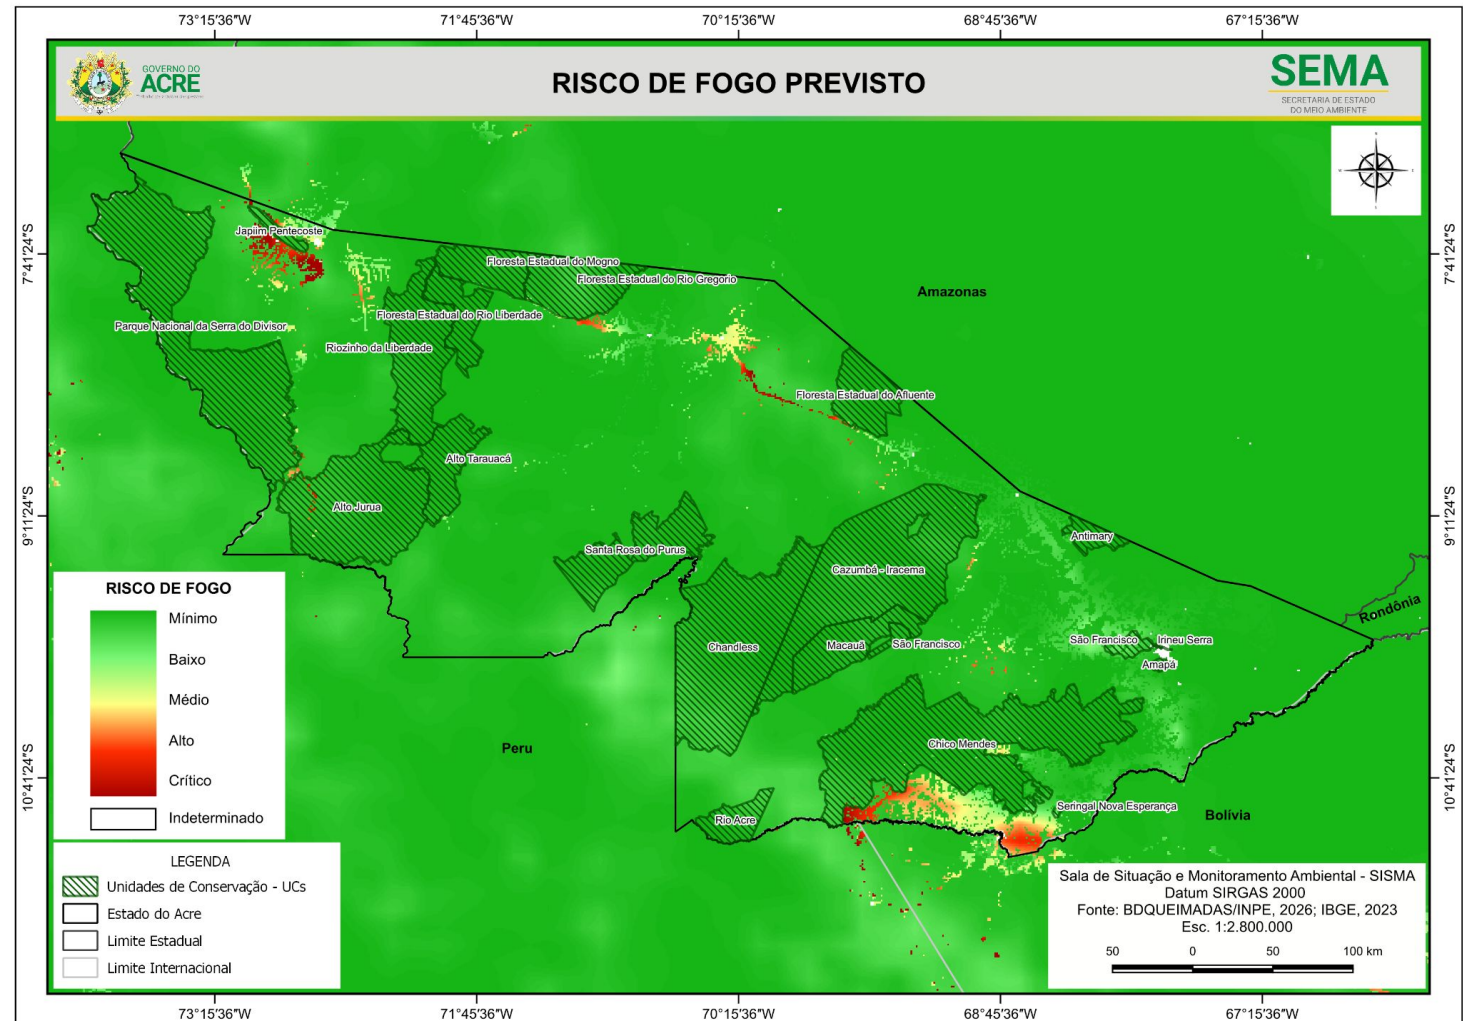 73°15'36"W
71°45'36"W
70°15'36"W
68°45'36"W
67°15'36"W
GOVERNO DO
ACRE
RISCO DE FOGO PREVISTO
SEMA
SECRETARIA DE ESTADO
DO MEIO AMBIENTE
N
7°41'24"S
7°41'24"S
Japiim Pentecoste
Floresta Estadual do Mogno
Floresta Estadual do Rio Gregorio
Amazonas
Floresta Estadual do Rio Liberdade
Parque Nacional da Serra do Divisor
Riozinho da Liberdade
Floresta Estadual do Afluente
Alto Tarauacá
Alto Jurua
9°11'24"S
9°11'24"S
Antimary
Santa Rosa do Purus
Cazumbá - Iracema
Rondônia
Chandless
Macauã
São Francisco
São Francisco
Irineu Serra
Amapá
Peru
Chico Mendes
10°41'24"S
10°41'24"S
Seringal Nova Esperança
Bolívia
Rio Acre
RISCO DE FOGO
Mínimo
Baixo
Médio
Alto
Crítico
Indeterminado
LEGENDA
Unidades de Conservação - UCs
Estado do Acre
Limite Estadual
Limite Internacional
Sala de Situação e Monitoramento Ambiental - SISMA
Datum SIRGAS 2000
Fonte: BDQUEIMADAS/INPE, 2026; IBGE, 2023
Esc. 1:2.800.000
50 0 50 100 km
73°15'36"W
71°45'36"W
70°15'36"W
68°45'36"W
67°15'36"W